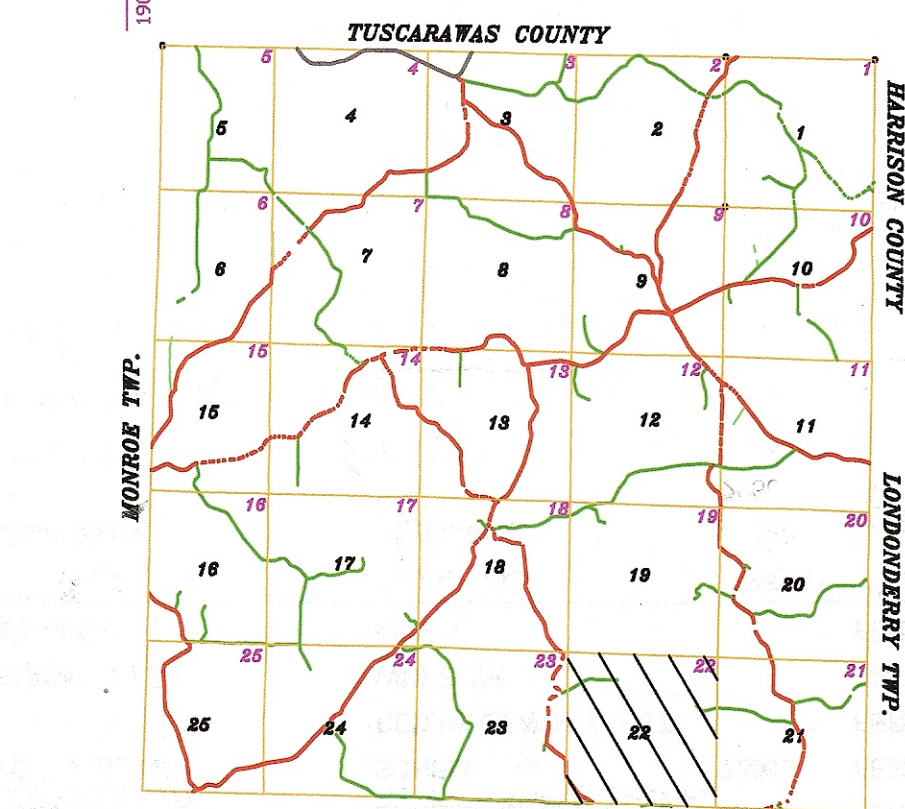 190
TUSCARAWAS COUNTY
5 4 3 2 1
4 3 2 1
5
HARRISON COUNTY
6 7 8 9 10
6 7 8 9 10
15 14 13 12 11
MONROE TWP.
15 14 13 12 11
16 17 18 19 20
LONDONDERRY TWP.
16 17 18 19 20
25 24 23 22 21
25 24 23 22 21